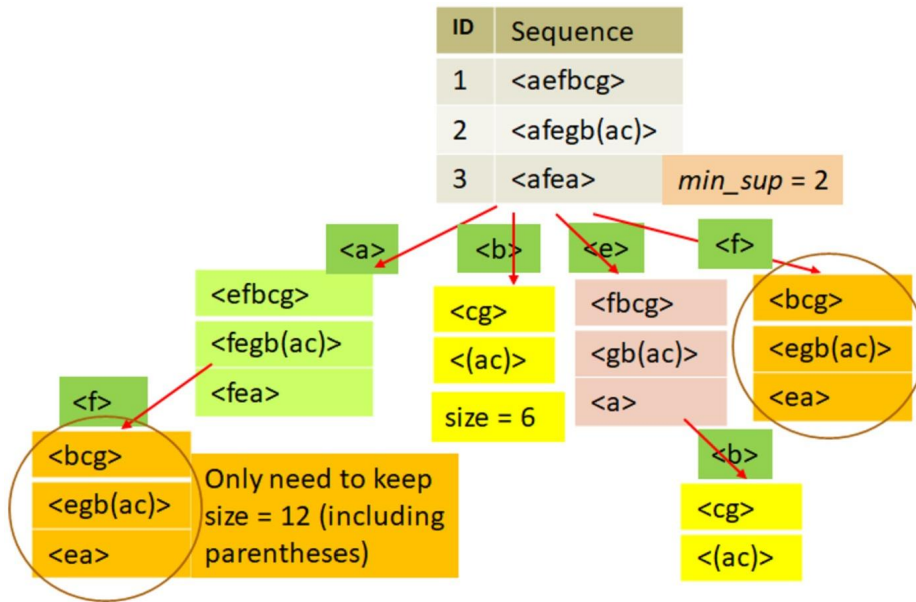 ID Sequence
1 <aefbcg>
2 <afegb(ac)>
3 <afea>
min_sup = 2
<a> <b> <e> <f>
<efbcg>
<fegb(ac)>
<fea>
<cg>
<(ac)>
size = 6
<fbcg>
<gb(ac)>
<a>
<bcg>
<egb(ac)>
<ea>
<f>
<bcg>
<egb(ac)>
<ea>
Only need to keep
size = 12 (including
parentheses)
<b>
<cg>
<(ac)>